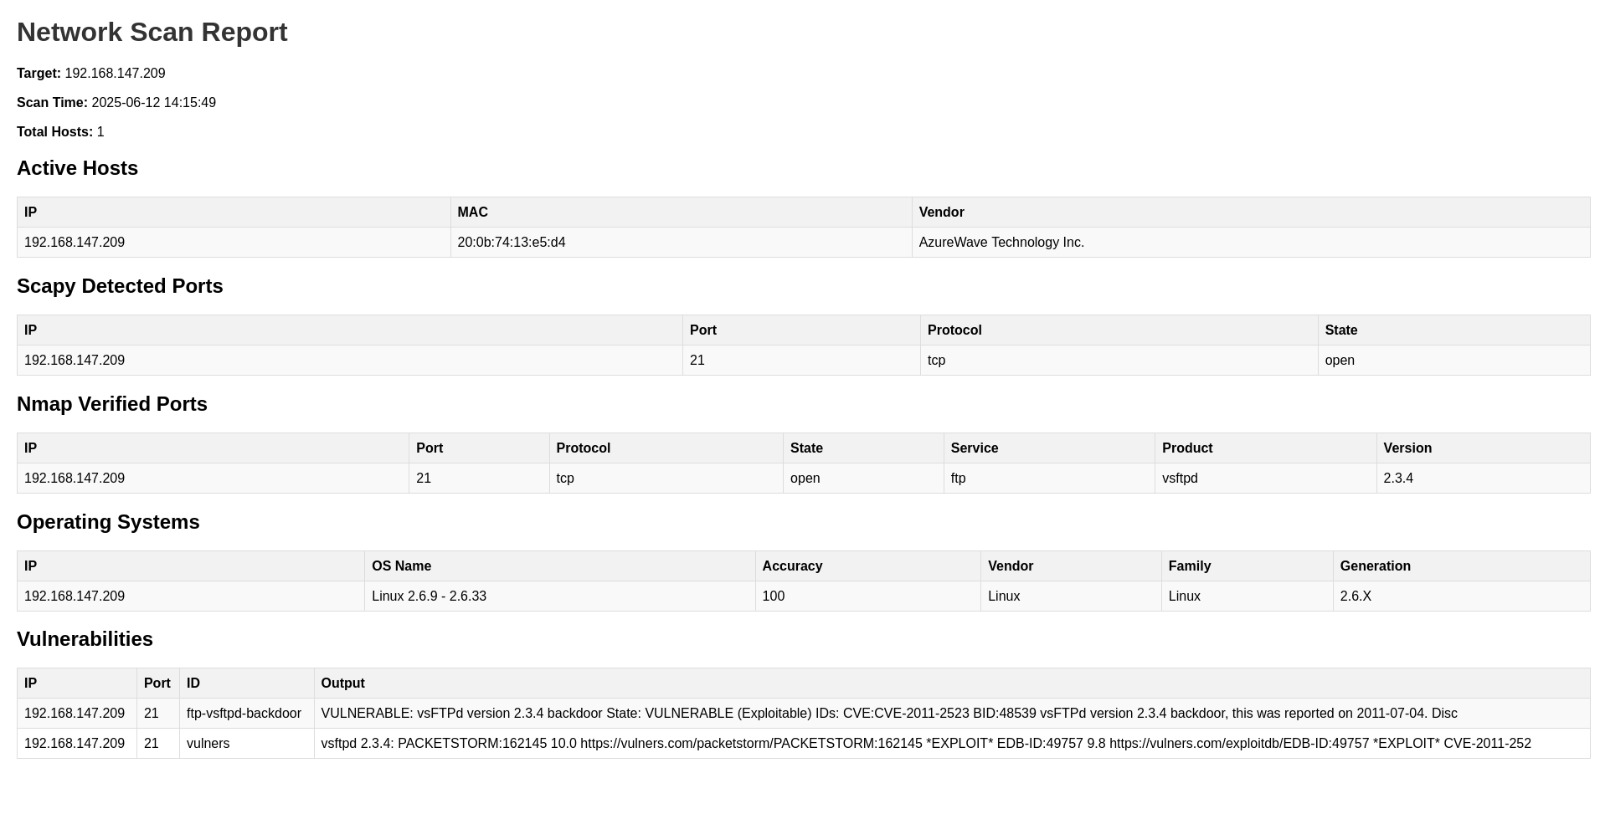 Network Scan Report
Target: 192.168.147.209
Scan Time: 2025-06-12 14:15:49
Total Hosts: 1
Active Hosts
IP MAC Vendor
192.168.147.209 20:0b:74:13:e5:d4 AzureWave Technology Inc.
Scapy Detected Ports
IP Port Protocol State
192.168.147.209 21 tcp open
Nmap Verified Ports
IP Port Protocol State Service Product Version
192.168.147.209 21 tcp open ftp vsftpd 2.3.4
Operating Systems
IP OS Name Accuracy Vendor Family Generation
192.168.147.209 Linux 2.6.9 - 2.6.33 100 Linux Linux 2.6.X
Vulnerabilities
IP Port ID Output
192.168.147.209 21 ftp-vsftpd-backdoor VULNERABLE: vsFTPd version 2.3.4 backdoor State: VULNERABLE (Exploitable) IDs: CVE:CVE-2011-2523 BID:48539 vsFTPd version 2.3.4 backdoor, this was reported on 2011-07-04. Disc
192.168.147.209 21 vulners vsftpd 2.3.4: PACKETSTORM:162145 10.0 https://vulners.com/packetstorm/PACKETSTORM:162145 *EXPLOIT* EDB-ID:49757 9.8 https://vulners.com/exploitdb/EDB-ID:49757 *EXPLOIT* CVE-2011-252